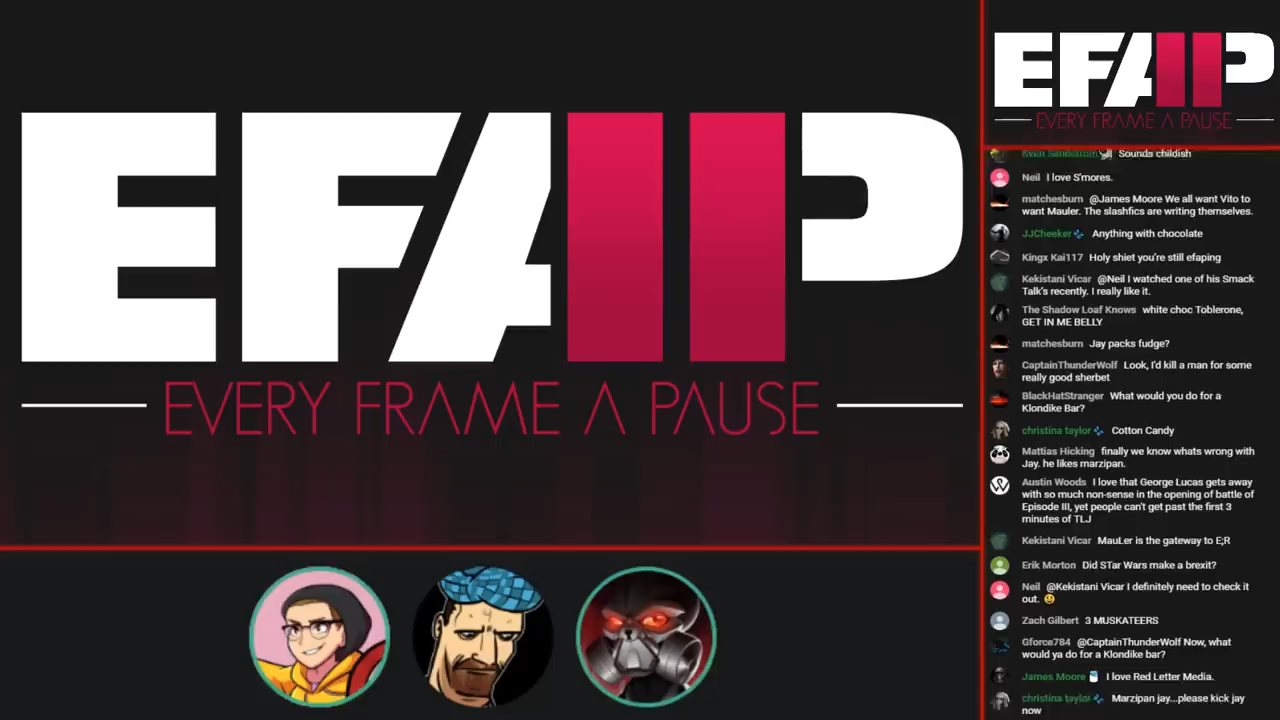 EFAP
EVERY FRAME A PAUSE
EFAP
EVERY FRAME A PAUSE
Sounds childish
Neil I love S'mores.
matchesburn @James Moore We all want Vito to
want Mauler. The slashfics are writing themselves.
JJCheeker Anything with chocolate
Kingx Kai117 Holy shiet you're still efaping
Kekistani Vicar @Neil I watched one of his Smack
Talk's recently. I really like it.
The Shadow Loaf Knows white choc Toblerone,
GET IN ME BELLY
matchesburn Jay packs fudge?
CaptainThunderWolf Look, I'd kill a man for some
really good sherbet
BlackHatStranger What would you do for a
Klondike Bar?
christina taylor Cotton Candy
Mattias Hicking finally we know whats wrong with
Jay. he likes marzipan.
Austin Woods I love that George Lucas gets away
with so much non-sense in the opening of battle of
Episode III, yet people can't get past the first 3
minutes of TLJ
Kekistani Vicar MauLer is the gateway to E;R
Erik Morton Did STar Wars make a brexit?
Neil @Kekistani Vicar I definitely need to check it
out. 😃
Zach Gilbert 3 MUSKATEERS
Gforce784 @CaptainThunderWolf Now, what
would ya do for a Klondike bar?
James Moore I love Red Letter Media.
christina taylor Marzipan jay...please kick jay
now